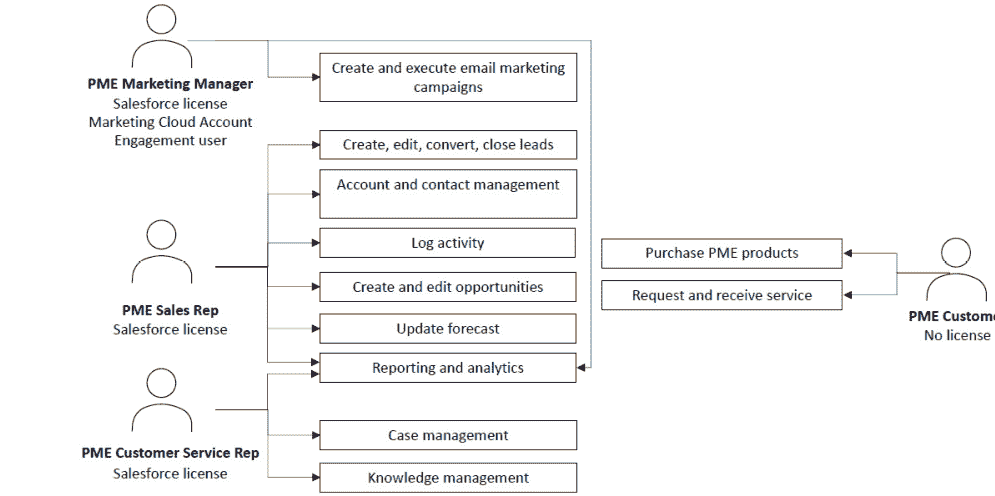 PME Marketing Manager
Salesforce license
Marketing Cloud Account
Engagement user
Create and execute email marketing
campaigns
Create, edit, convert, close leads
Account and contact management
Log activity
Create and edit opportunities
Update forecast
Reporting and analytics
PME Sales Rep
Salesforce license
PME Customer Service Rep
Salesforce license
Case management
Knowledge management
Purchase PME products
Request and receive service
PME Custome
No license